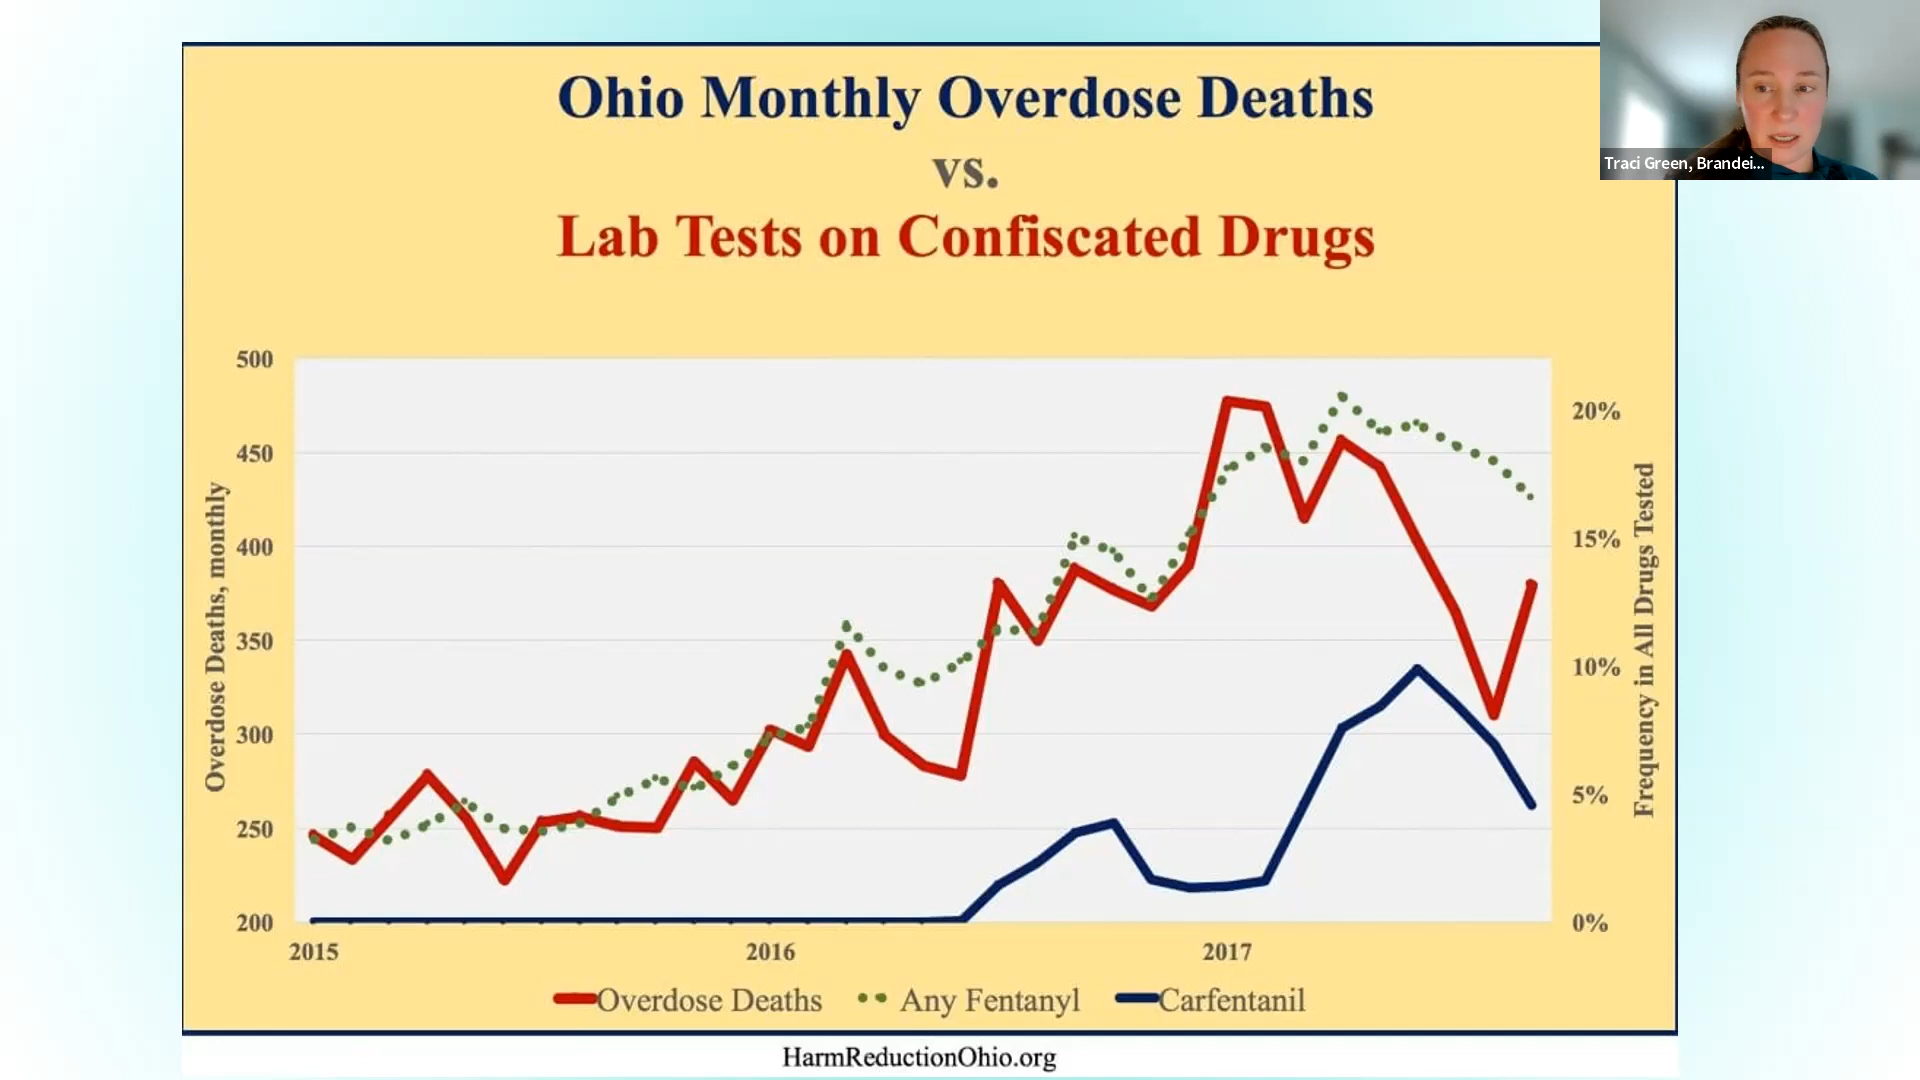 Ohio Monthly Overdose Deaths
vs.
Lab Tests on Confiscated Drugs
Traci Green, Brandei...
Overdose Deaths, monthly
500
450
400
350
300
250
200
20%
15%
10%
5%
0%
Frequency in All Drugs Tested
2015 2016 2017
Overdose Deaths Any Fentanyl Carfentanil
HarmReductionOhio.org